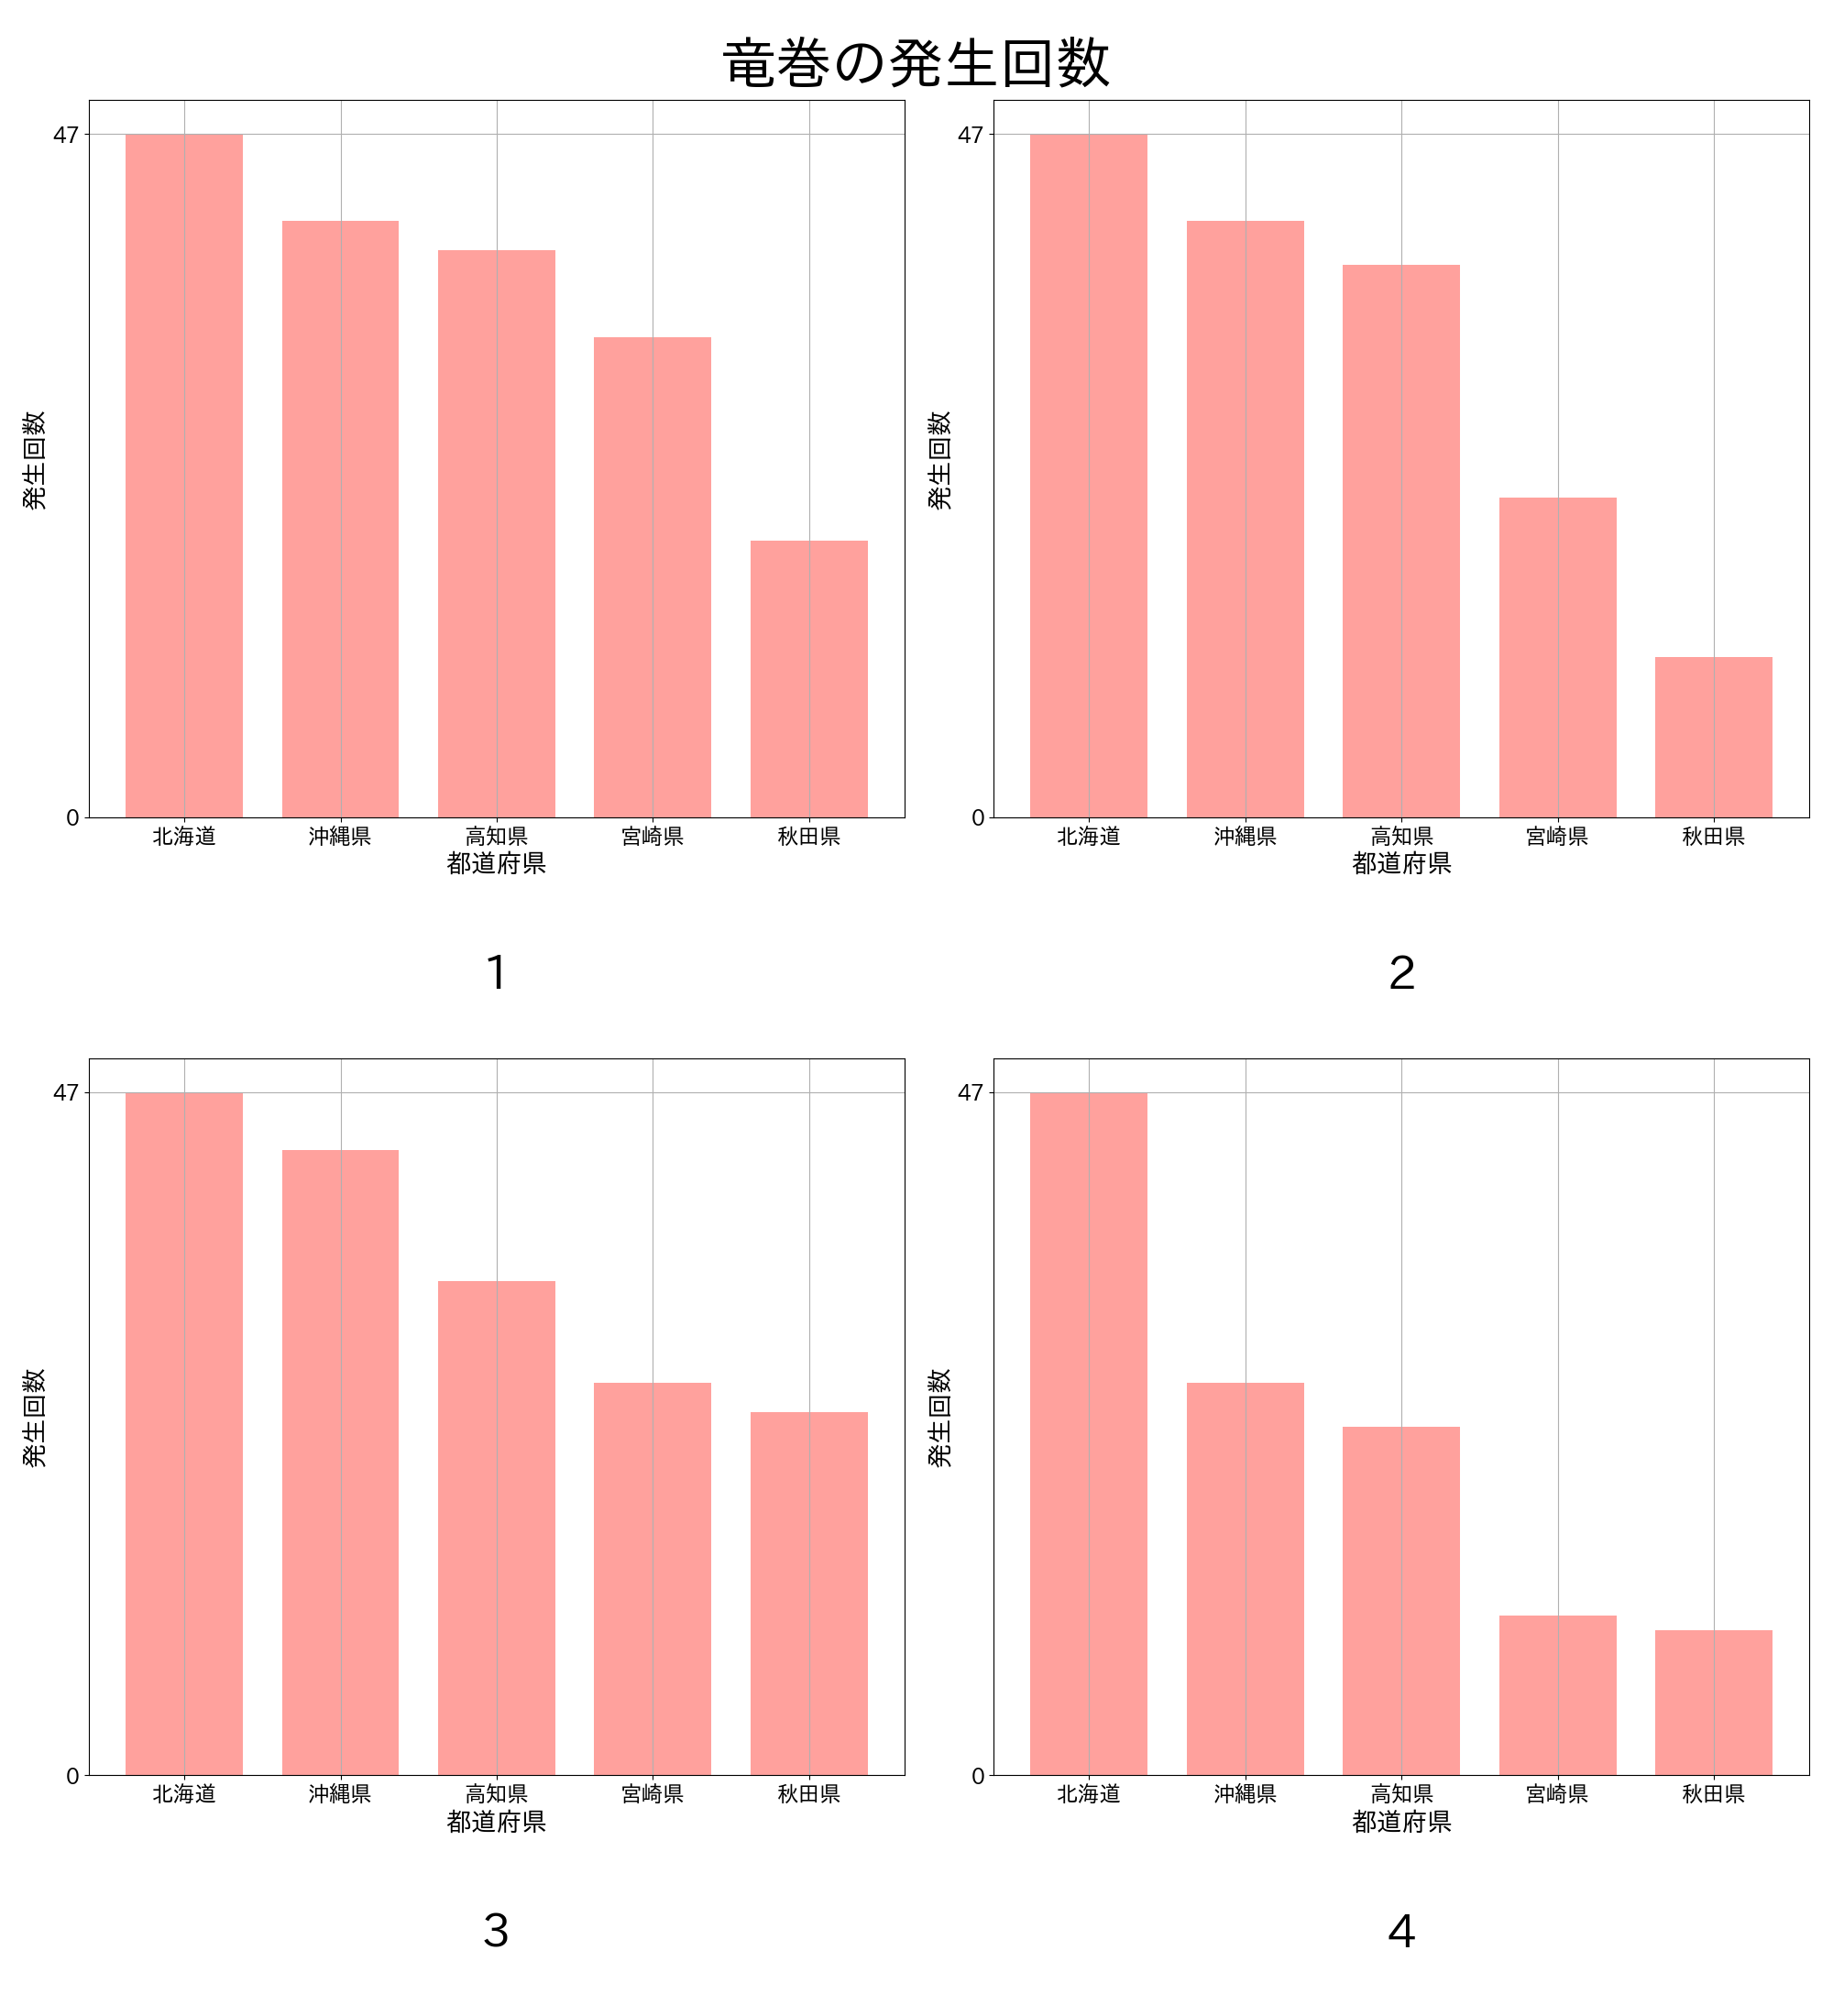 竜巻の発生回数
47
0
発生回数
北海道 沖縄県 高知県 宮崎県 秋田県
都道府県
1
47
0
発生回数
北海道 沖縄県 高知県 宮崎県 秋田県
都道府県
2
47
0
発生回数
北海道 沖縄県 高知県 宮崎県 秋田県
都道府県
3
47
0
発生回数
北海道 沖縄県 高知県 宮崎県 秋田県
都道府県
4